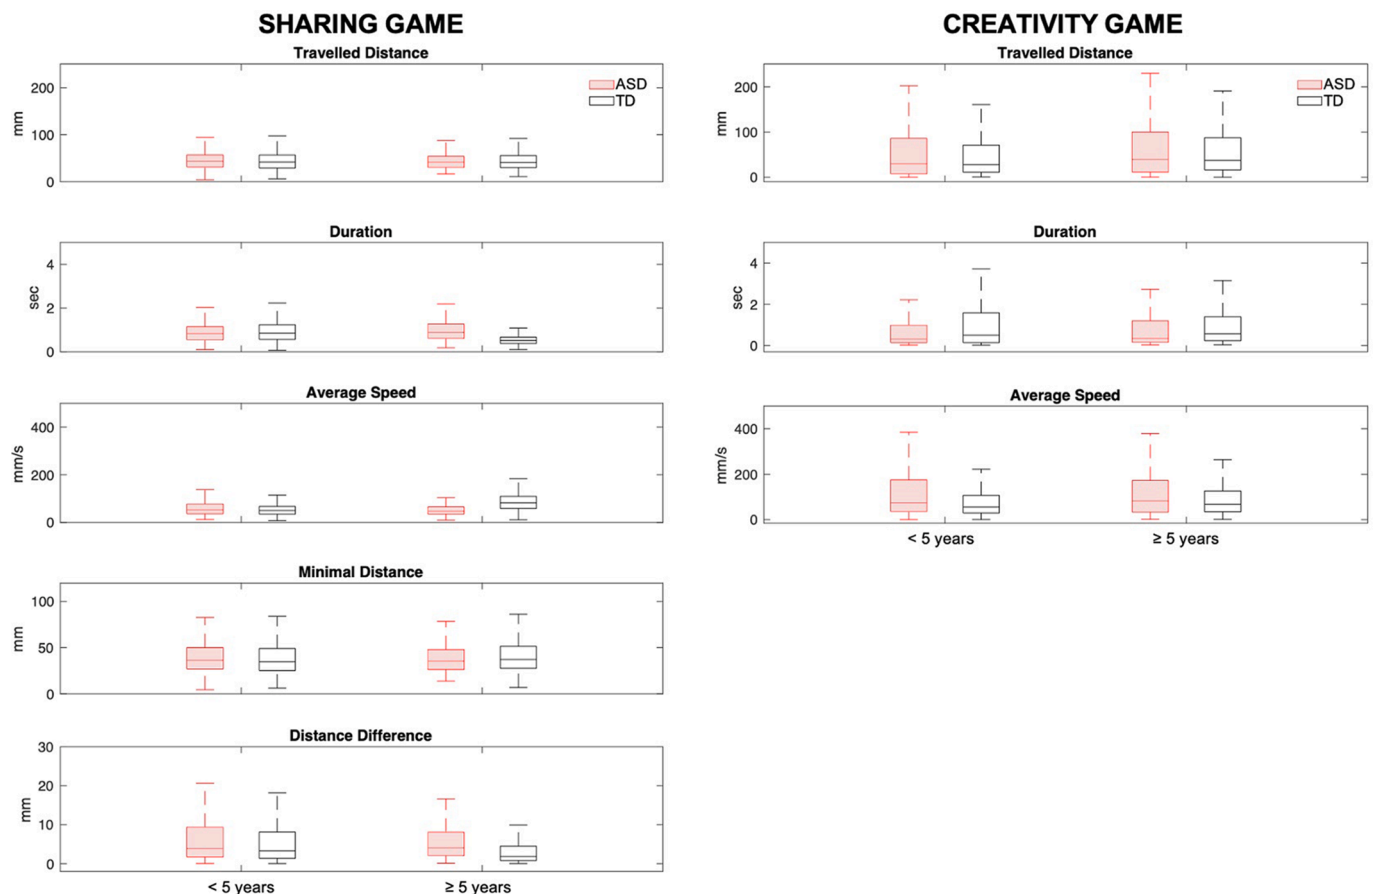 SHARING GAME
Travelled Distance
200
100
0
mm
ASD
TD
Duration
4
2
0
sec
Average Speed
400
200
0
mm/s
Minimal Distance
100
50
0
mm
Distance Difference
30
20
10
0
mm
< 5 years
≥ 5 years
CREATIVITY GAME
Travelled Distance
200
100
0
mm
ASD
TD
Duration
4
2
0
sec
Average Speed
400
200
0
mm/s
< 5 years
≥ 5 years